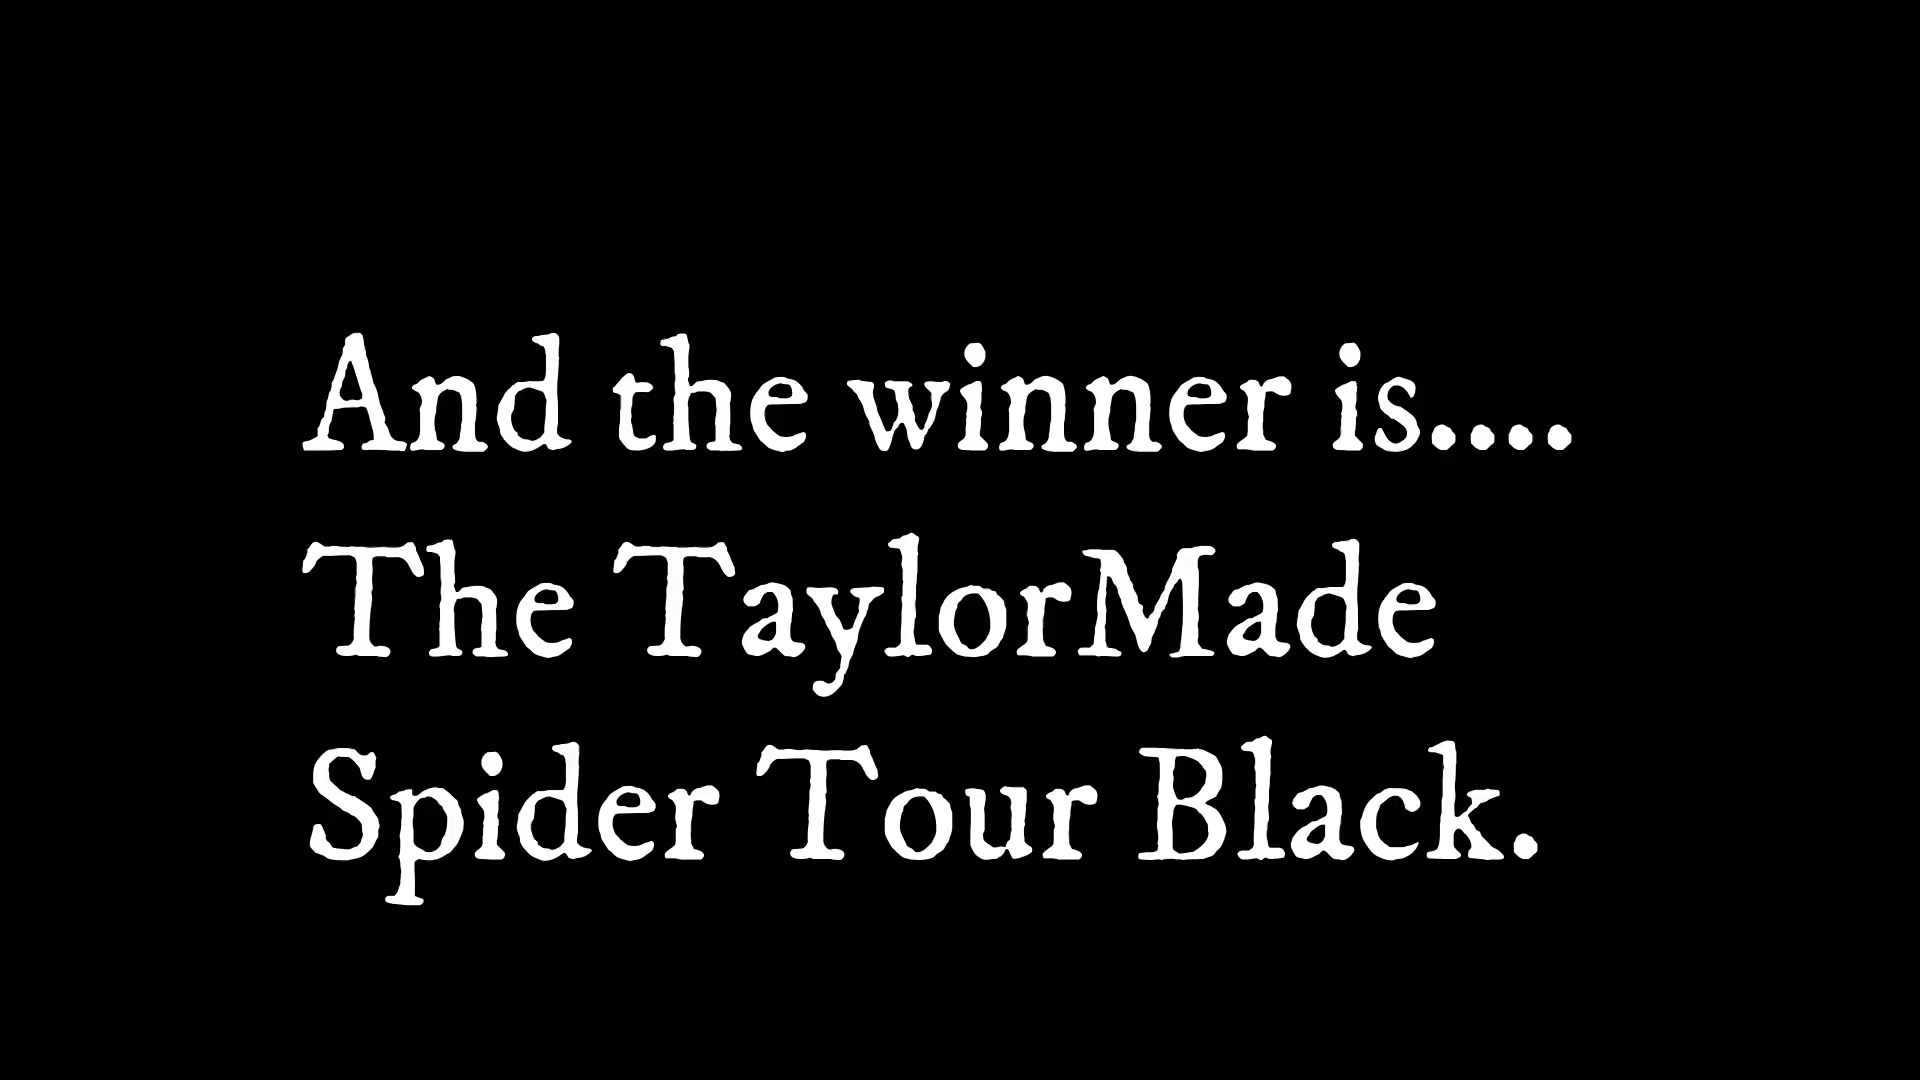 And the winner is....
The TaylorMade
Spider Tour Black.